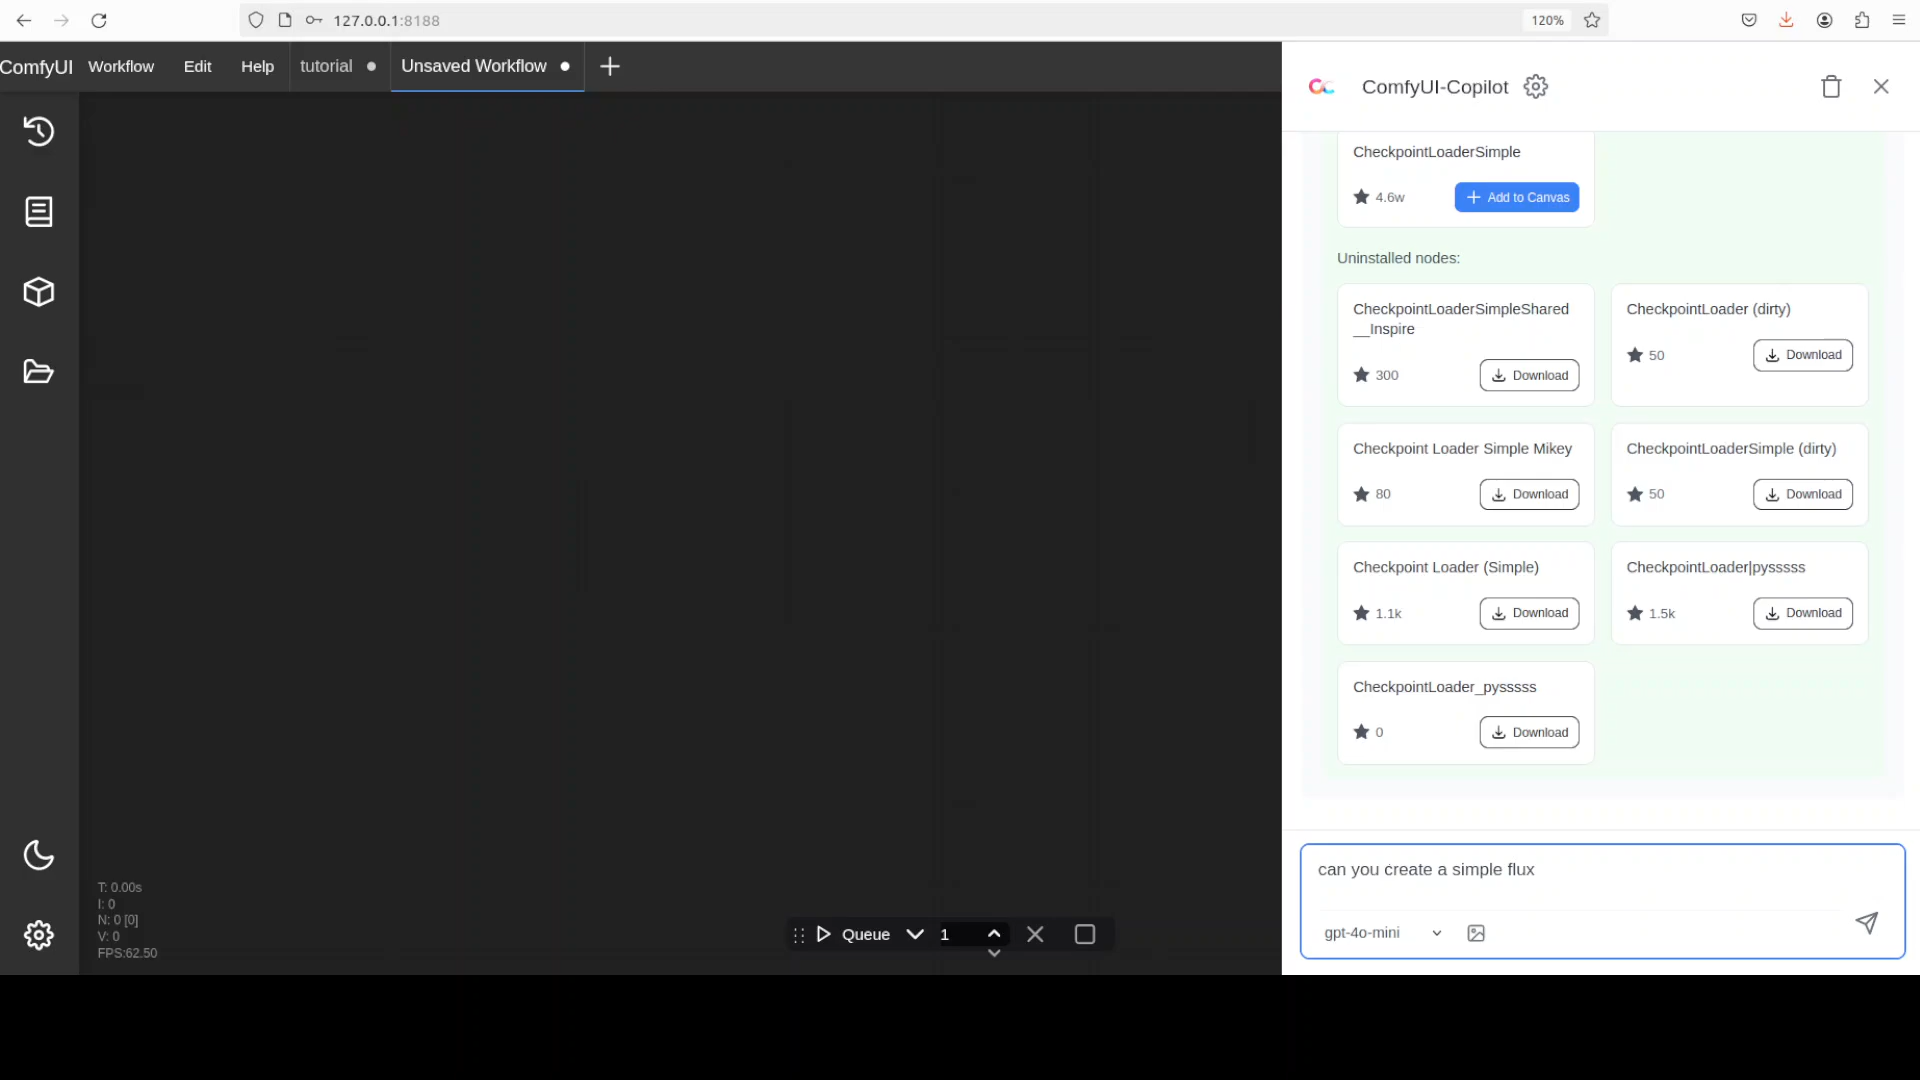 127.0.0.1:8188
120%
ComfyUI
Workflow
Edit
Help
tutorial
Unsaved Workflow
ComfyUI-Copilot
CheckpointLoaderSimple
4.6w
Add to Canvas
Uninstalled nodes:
CheckpointLoaderSimpleShared
__Inspire
300
Download
CheckpointLoader (dirty)
50
Download
Checkpoint Loader Simple Mikey
80
Download
CheckpointLoaderSimple (dirty)
50
Download
Checkpoint Loader (Simple)
1.1k
Download
CheckpointLoader|pysssss
1.5k
Download
CheckpointLoader_pysssss
0
Download
can you create a simple flux
gpt-4o-mini
T: 0.00s
I: 0
N: 0 [0]
V: 0
FPS:62.50
Queue
1